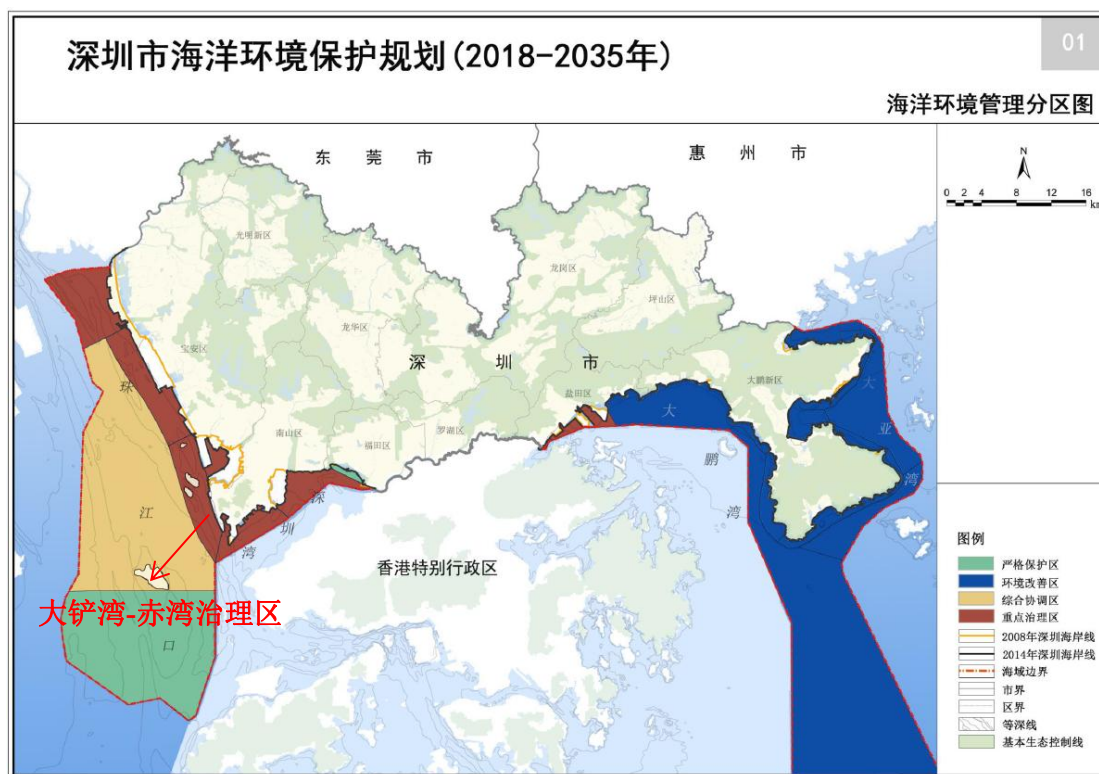 深圳市海洋环境保护规划(2018-2035年)
01
海洋环境管理分区图
东莞市
惠州市
N
0 2 4 8 12 16
km
光明新区
龙岗区
坪山区
龙华区
宝安区
深圳市
盐田区
大鹏新区
南山区
福田区
罗湖区
珠江口
深圳湾
大鹏湾
大亚湾
香港特别行政区
大铲湾-赤湾治理区
图例
严格保护区
环境改善区
综合协调区
重点治理区
2008年深圳海岸线
2014年深圳海岸线
海域边界
市界
区界
等深线
基本生态控制线